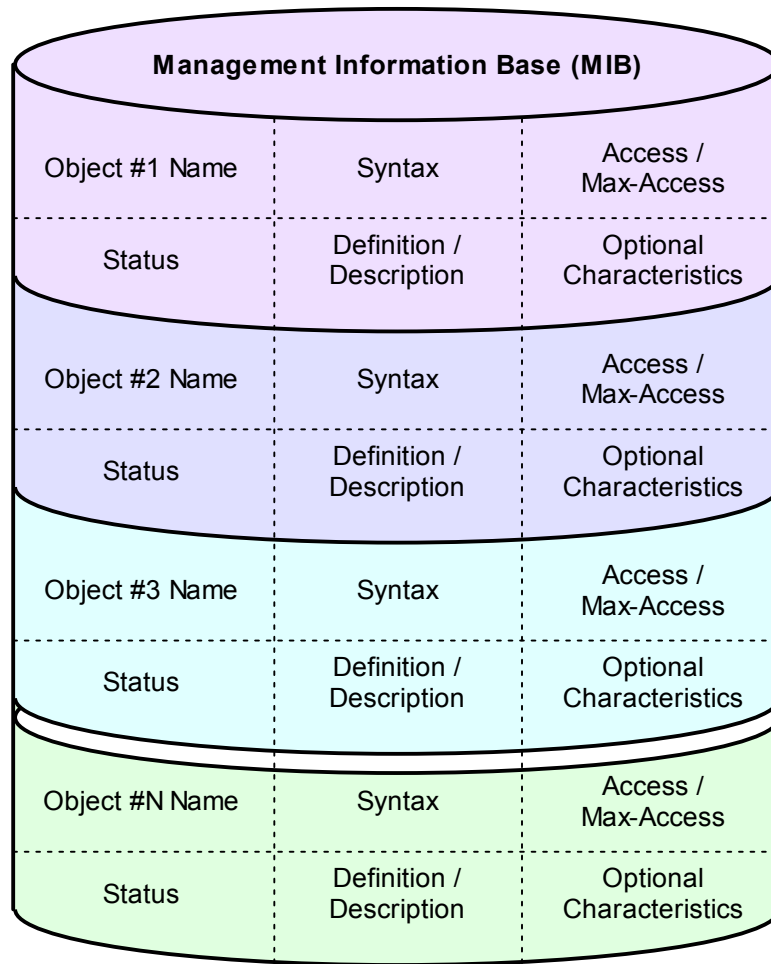 Management Information Base (MIB)
Object #1 Name
Syntax
Access /
Max-Access
Status
Definition /
Description
Optional
Characteristics
Object #2 Name
Syntax
Access /
Max-Access
Status
Definition /
Description
Optional
Characteristics
Object #3 Name
Syntax
Access /
Max-Access
Status
Definition /
Description
Optional
Characteristics
Object #N Name
Syntax
Access /
Max-Access
Status
Definition /
Description
Optional
Characteristics